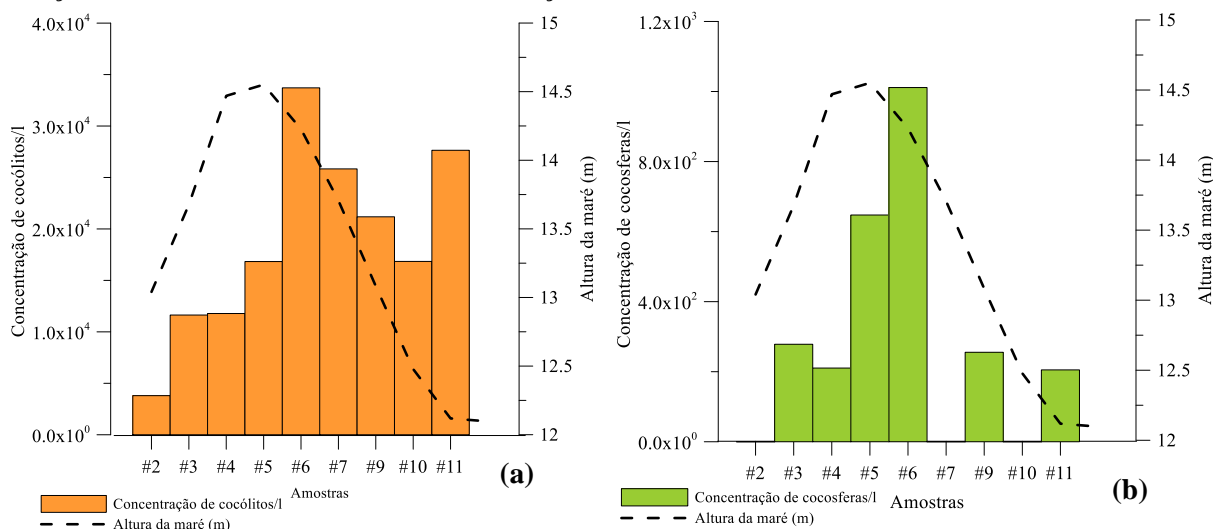 4.0x10⁴
3.0x10⁴
2.0x10⁴
1.0x10⁴
0.0x10⁰
Concentração de cocólitos/l
15
14.5
14
13.5
13
12.5
12
Altura da maré (m)
#2 #3 #4 #5 #6 #7 #9 #10 #11
Amostras
(a)
Concentração de cocólitos/l
Altura da maré (m)
1.2x10³
8.0x10²
4.0x10²
0.0x10⁰
Concentração de cocosferas/l
15
14.5
14
13.5
13
12.5
12
Altura da maré (m)
#2 #3 #4 #5 #6 #7 #9 #10 #11
Amostras
(b)
Concentração de cocosferas/l
Altura da maré (m)